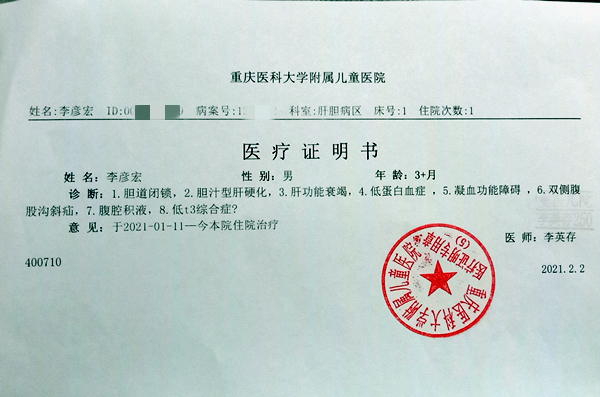 重庆医科大学附属儿童医院
姓名:李彦宏 ID:00 病案号:1 科室:肝胆病区 床号:1 住院次数:1
医疗证明书
姓 名:李彦宏 性 别:男 年 龄:3+月
诊 断:1.胆道闭锁,2.胆汁型肝硬化,3.肝功能衰竭,4.低蛋白血症,5.凝血功能障碍,6.双侧腹
股沟斜疝,7.腹腔积液,8.低t3综合症?
意 见:于2021-01-11—今本院住院治疗
医 师:李英存
400710
2021.2.2
重庆医科大学附属儿童医院
医疗证明专用章
(5)